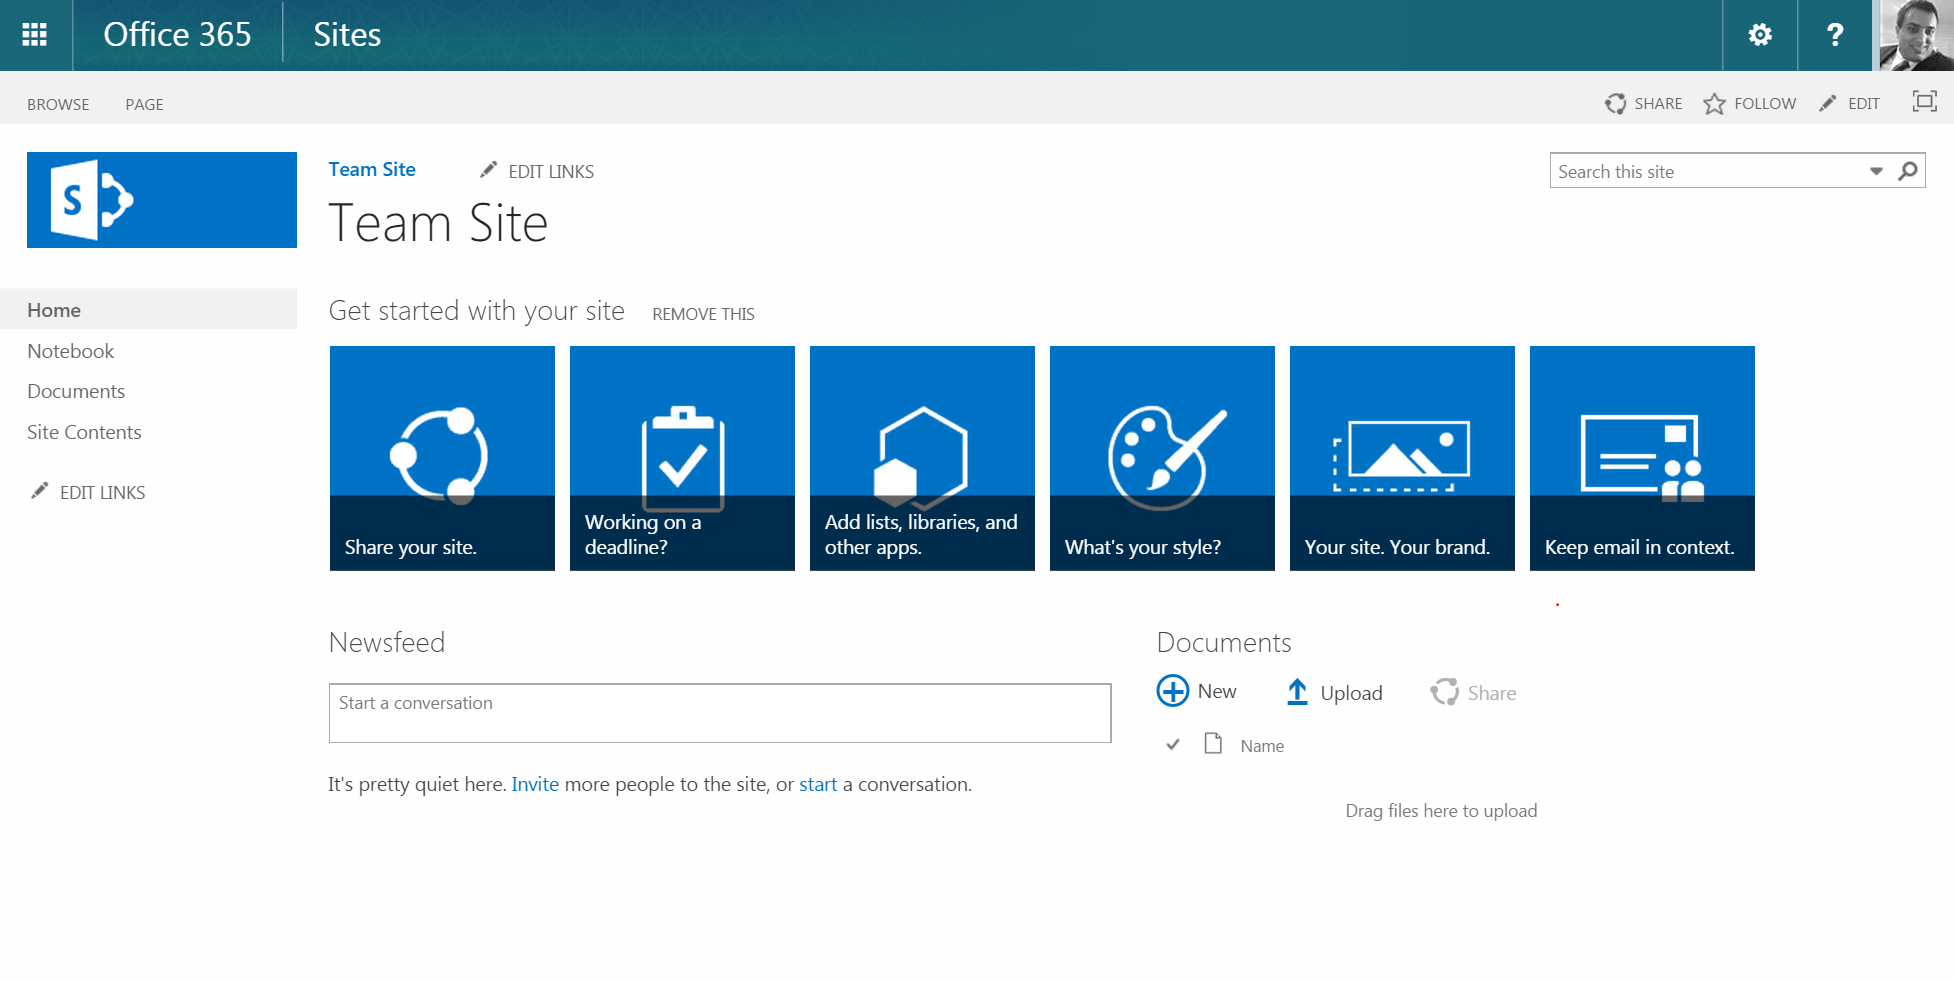 Office 365
Sites
?
BROWSE
PAGE
SHARE
FOLLOW
EDIT
S
Team Site
EDIT LINKS
Search this site
Team Site
Home
Notebook
Documents
Site Contents
EDIT LINKS
Get started with your site
REMOVE THIS
Share your site.
Working on a
deadline?
Add lists, libraries, and
other apps.
What's your style?
Your site. Your brand.
Keep email in context.
Newsfeed
Start a conversation
It's pretty quiet here. Invite more people to the site, or start a conversation.
Documents
New
Upload
Share
Name
Drag files here to upload